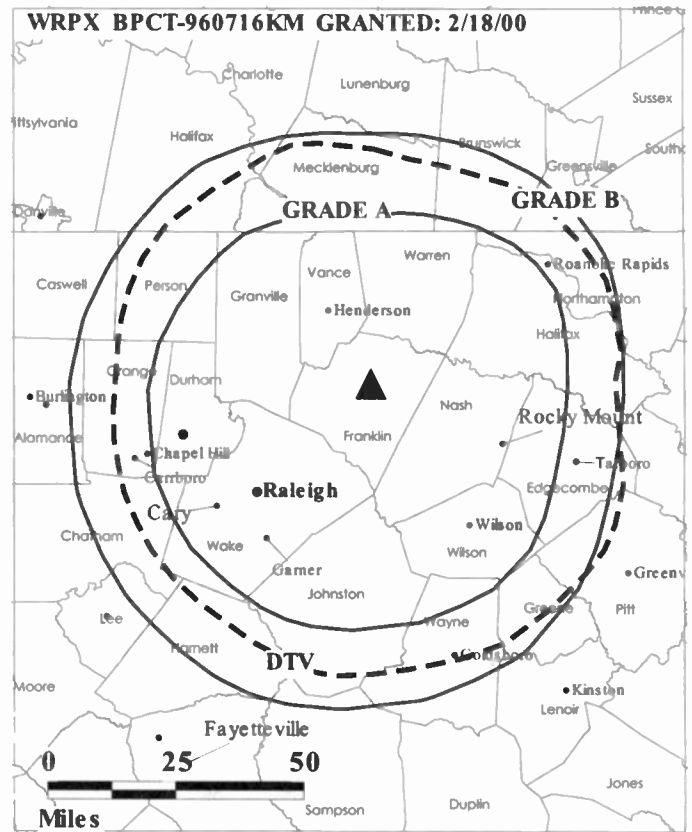 WRPX BPCT-960716KM GRANTED: 2/18/00
Charlotte
Lunenburg
Sussex
ittsylvania
Halifax
Brunswick
South
Mecklenburg
Greensville
GRADE B
Danville
GRADE A
Warren
Roanoke Rapids
Vance
Caswell
Person
Granville
Northampton
Henderson
Halifax
Orange
Durham
Burlington
Nash
Rocky Mount
Alamance
Franklin
Chapel Hill
Tarboro
Carrboro
Edgecombe
Raleigh
Cary
Wilson
Chatham
Wake
Wilson
Garner
Greenv
Johnston
Greene
Pitt
Lee
Wayne
Harnett
Goldsboro
DTV
Moore
Kinston
Lenoir
Fayetteville
0 25 50
Jones
Miles
Sampson
Duplin